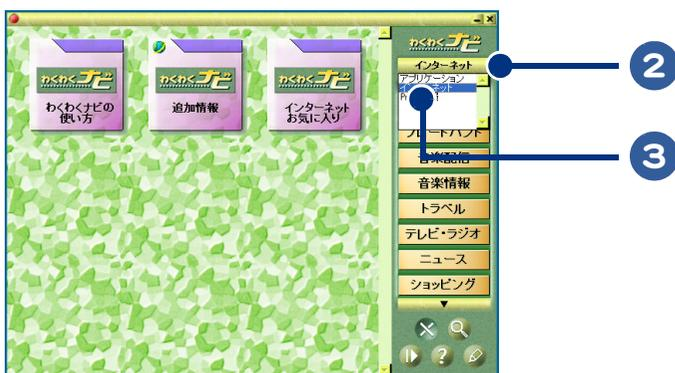 わくわくナビ
わくわくナビの
使い方
わくわくナビ
追加情報
わくわくナビ
インターネット
お気に入り
わくわくナビ
インターネット
2
アプリケーション
3
音楽配信
音楽情報
トラベル
テレビ・ラジオ
ニュース
ショッピング